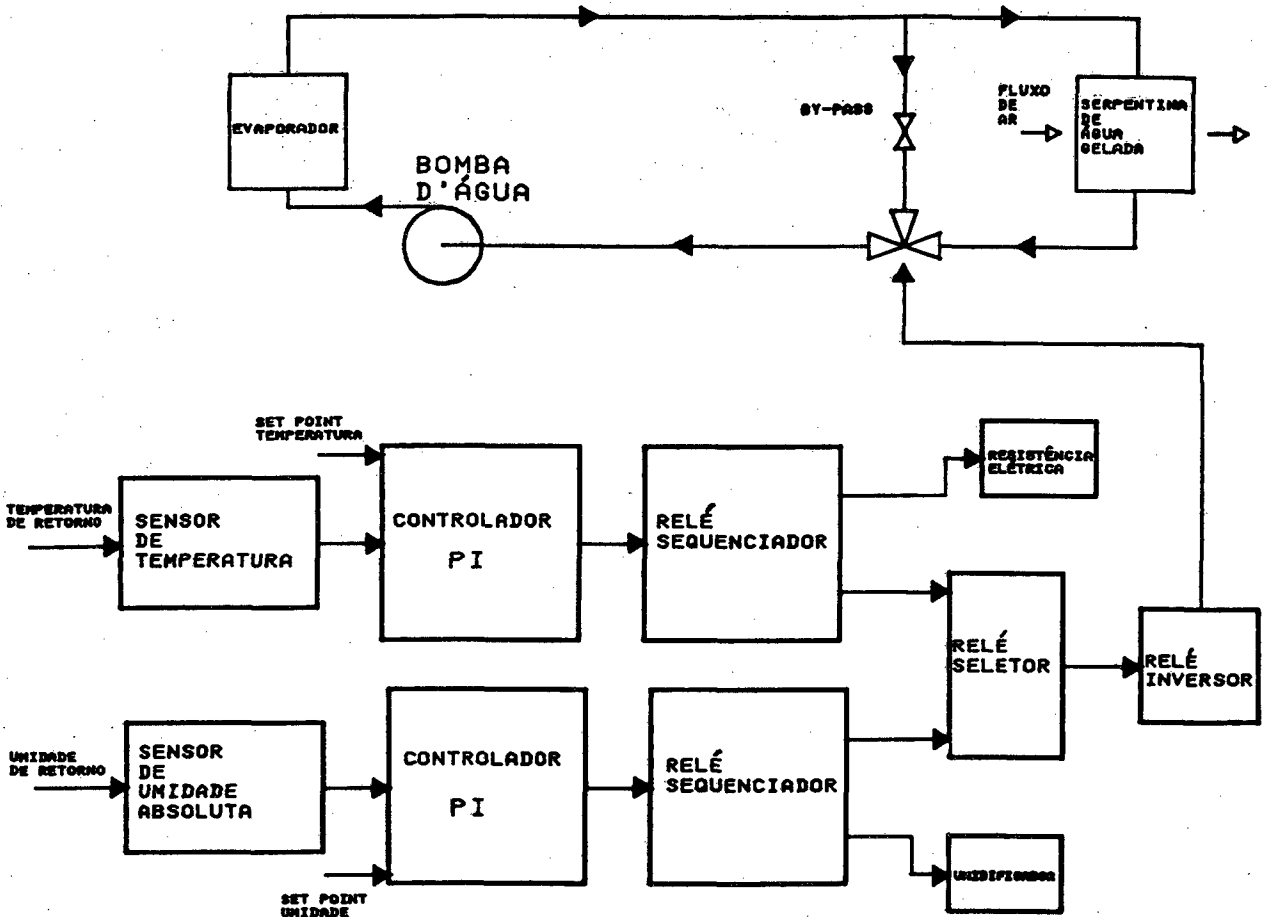 EVAPORADOR
BOMBA
D'ÁGUA
BY-PASS
FLUXO
DE
AR
SERPENTINA
DE
ÁGUA
GELADA
SET POINT
TEMPERATURA
TEMPERATURA
DE RETORNO
SENSOR
DE
TEMPERATURA
CONTROLADOR
PI
RELÉ
SEQUENCIADOR
RESISTÊNCIA
ELÉTRICA
RELÉ
SELETOR
RELÉ
INVERSOR
UMIDADE
DE RETORNO
SENSOR
DE
UMIDADE
ABSOLUTA
CONTROLADOR
PI
RELÉ
SEQUENCIADOR
UMIDIFICADOR
SET POINT
UMIDADE